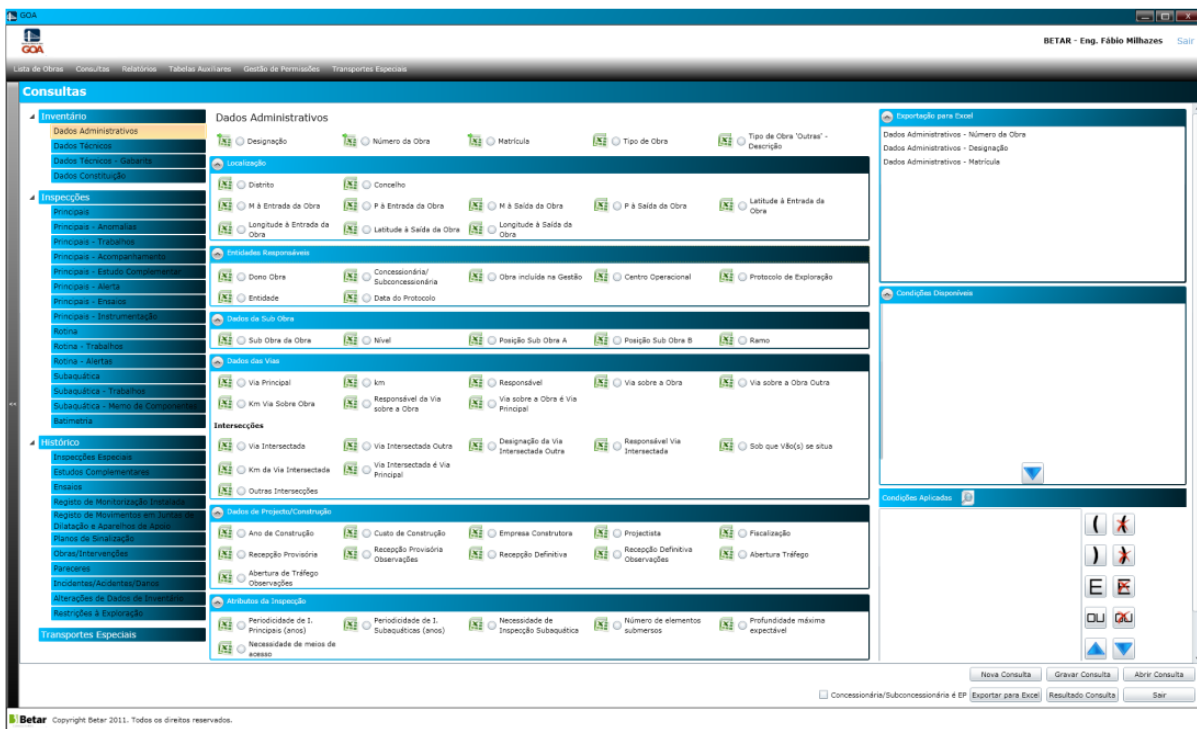 GOA
GOA
BETAR - Eng. Fábio Milhazes Sair
Lista de Obras Consultas Relatórios Tabelas Auxiliares Gestão de Permissões Transportes Especiais
Consultas
Inventário
Dados Administrativos
Dados Técnicos
Dados Técnicos - Gabarits
Dados Constituição
Inspecções
Principais
Principais - Anomalias
Principais - Trabalhos
Principais - Acompanhamento
Principais - Estudo Complementar
Principais - Alerta
Principais - Ensaios
Principais - Instrumentação
Rotina
Rotina - Trabalhos
Rotina - Alertas
Subaquática
Subaquática - Trabalhos
Subaquática - Memo de Componentes
Batimetria
Histórico
Inspecções Especiais
Estudos Complementares
Ensaios
Registo de Monitorização Instalada
Registo de Movimentos em Juntas de
Dilatação e Aparelhos de Apoio
Planos de Sinalização
Obras/Intervenções
Pareceres
Incidentes/Acidentes/Danos
Alterações de Dados de Inventário
Restrições à Exploração
Transportes Especiais
Dados Administrativos
Designação Número da Obra Matrícula Tipo de Obra Tipo de Obra 'Outras' -
Descrição
Localização
Distrito Concelho
M à Entrada da Obra P à Entrada da Obra M à Saída da Obra P à Saída da Obra Latitude à Entrada da
Obra
Longitude à Entrada da
Obra Latitude à Saída da Obra Longitude à Saída da
Obra
Entidades Responsáveis
Dono Obra Concessionária/
Subconcessionária Obra incluída na Gestão Centro Operacional Protocolo de Exploração
Entidade Data do Protocolo
Dados da Sub Obra
Sub Obra da Obra Nível Posição Sub Obra A Posição Sub Obra B Ramo
Dados das Vias
Via Principal km Responsável Via sobre a Obra Via sobre a Obra Outra
Km Via Sobre Obra Responsável da Via
sobre a Obra Via sobre a Obra é Via
Principal
Intersecções
Via Intersectada Via Intersectada Outra Designação da Via
Intersectada Outra Responsável Via
Intersectada Sob que Vão(s) se situa
Km da Via Intersectada Via Intersectada é Via
Principal
Outras Intersecções
Dados de Projecto/Construção
Ano de Construção Custo de Construção Empresa Construtora Projectista Fiscalização
Recepção Provisória Recepção Provisória
Observações Recepção Definitiva Recepção Definitiva
Observações Abertura Tráfego
Abertura de Tráfego
Observações
Atributos da Inspecção
Periodicidade de I.
Principais (anos) Periodicidade de I.
Subaquáticas (anos) Necessidade de
Inspecção Subaquática Número de elementos
submersos Profundidade máxima
expectável
Necessidade de meios de
acesso
Exportação para Excel
Dados Administrativos - Número da Obra
Dados Administrativos - Designação
Dados Administrativos - Matrícula
Condições Disponíveis
Condições Aplicadas
( (
) )
E E
OU OU
Nova Consulta Gravar Consulta Abrir Consulta
Concessionária/Subconcessionária é EP Exportar para Excel Resultado Consulta Sair
Betar Copyright Betar 2011. Todos os direitos reservados.